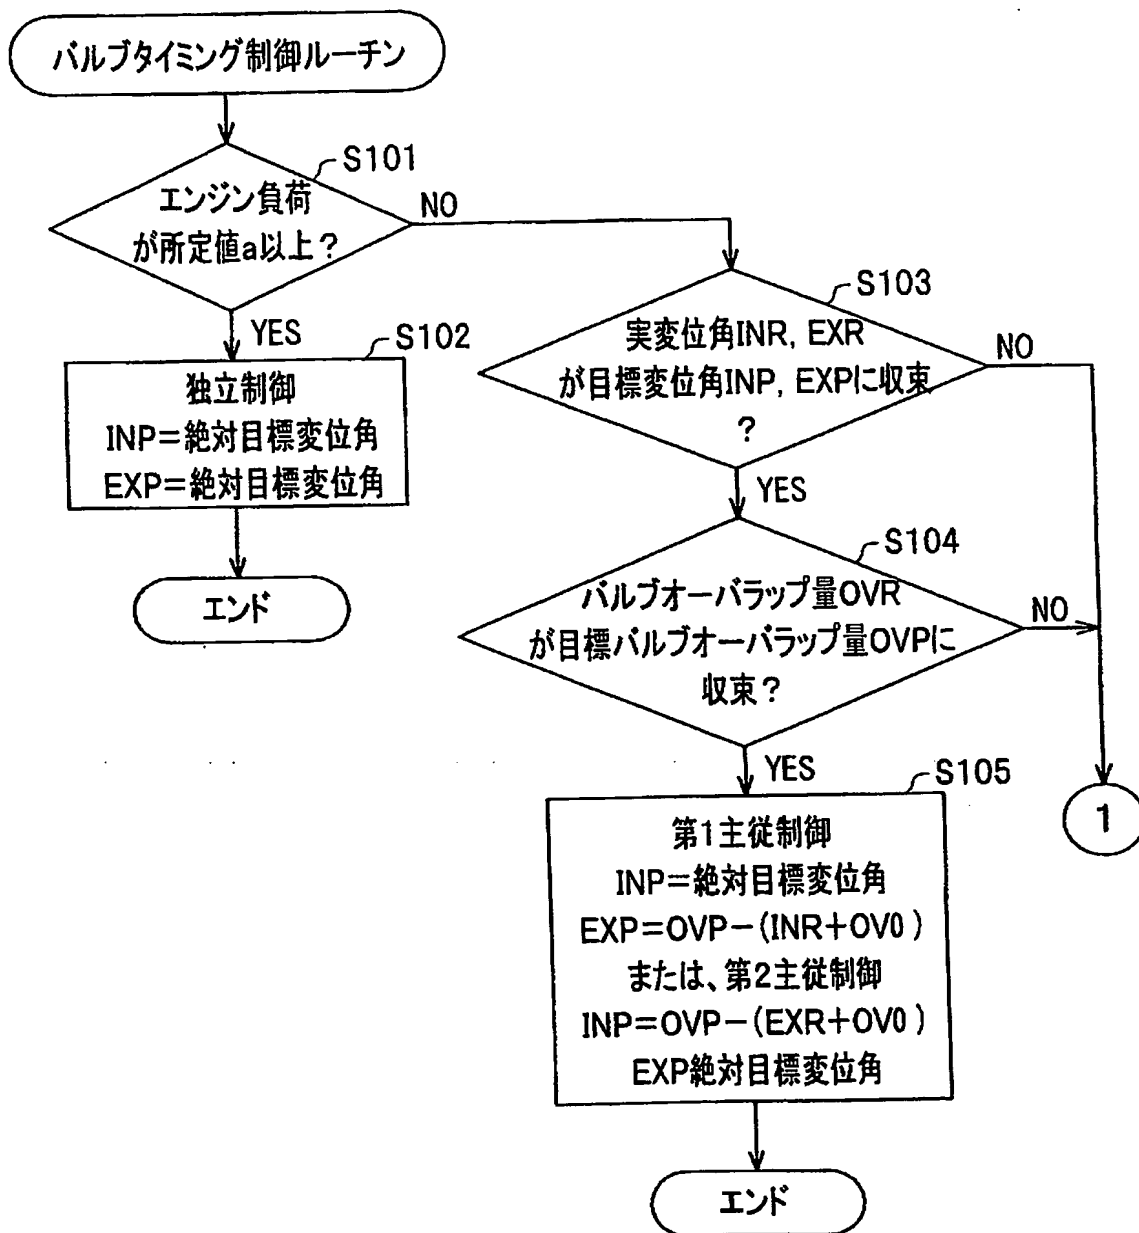 バルブタイミング制御ルーチン
S101
エンジン負荷
が所定値a以上？
NO
YES
S102
独立制御
INP＝絶対目標変位角
EXP＝絶対目標変位角
エンド
S103
実変位角INR, EXR
が目標変位角INP, EXPに収束
？
NO
YES
S104
バルブオーバラップ量OVR
が目標バルブオーバラップ量OVPに
収束？
NO
YES
1
S105
第1主従制御
INP＝絶対目標変位角
EXP＝OVP－(INR＋OV0)
または、第2主従制御
INP＝OVP－(EXR＋OV0)
EXP絶対目標変位角
エンド